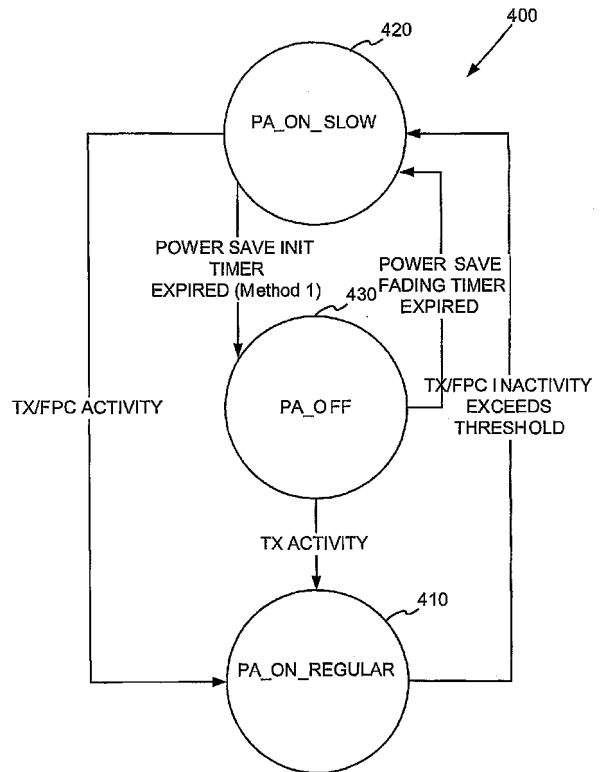 420
400
PA_ON_SLOW
POWER SAVE INIT
TIMER
EXPIRED (Method 1)
POWER SAVE
FADING TIMER
EXPIRED
430
TX/FPC ACTIVITY
PA_OFF
TX/FPC INACTIVITY
EXCEEDS
THRESHOLD
TX ACTIVITY
410
PA_ON_REGULAR